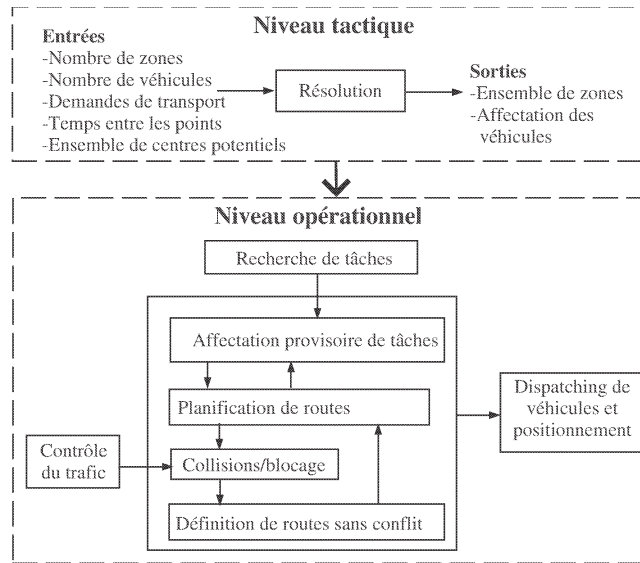 Niveau tactique
Entrées
-Nombre de zones
-Nombre de véhicules
-Demandes de transport
-Temps entre les points
-Ensemble de centres potentiels
Résolution
Sorties
-Ensemble de zones
-Affectation des
véhicules
Niveau opérationnel
Recherche de tâches
Affectation provisoire de tâches
Planification de routes
Contrôle
du trafic
Collisions/blocage
Définition de routes sans conflit
Dispatching de
véhicules et
positionnement